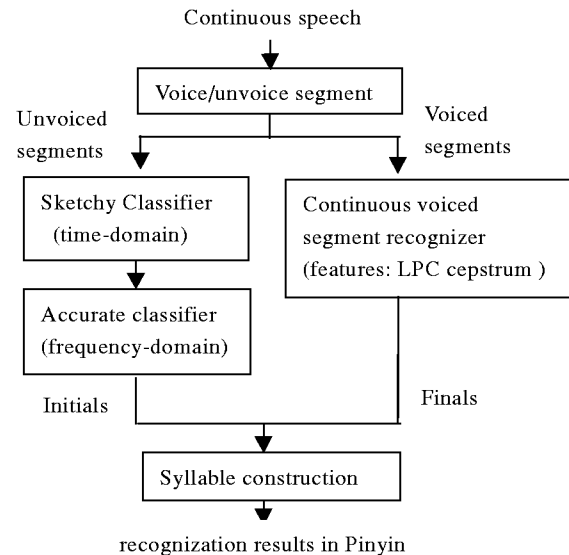 Continuous speech
Voice/unvoice segment
Unvoiced
segments
Voiced
segments
Sketchy Classifier
(time-domain)
Continuous voiced
segment recognizer
(features: LPC cepstrum )
Accurate classifier
(frequency-domain)
Initials
Finals
Syllable construction
recognization results in Pinyin